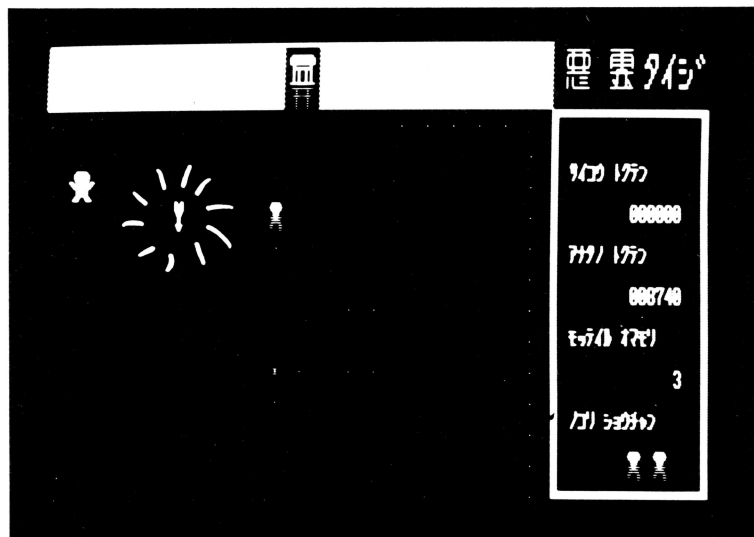 悪霊タイジ
サイコウ トクテン
000000
アナタノ トクテン
008740
モッテイル オマモリ
3
ノコリ ショウチャン